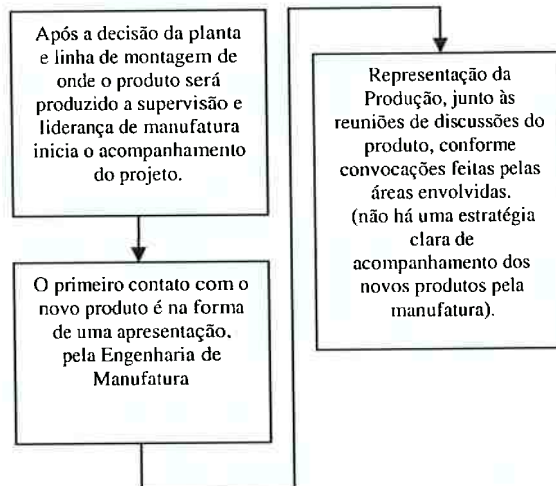 Após a decisão da planta
e linha de montagem de
onde o produto será
produzido a supervisão e
liderança de manufatura
inicia o acompanhamento
do projeto.
O primeiro contato com o
novo produto é na forma
de uma apresentação,
pela Engenharia de
Manufatura
Representação da
Produção, junto às
reuniões de discussões do
produto, conforme
convocações feitas pelas
áreas envolvidas.
(não há uma estratégia
clara de
acompanhamento dos
novos produtos pela
manufatura).